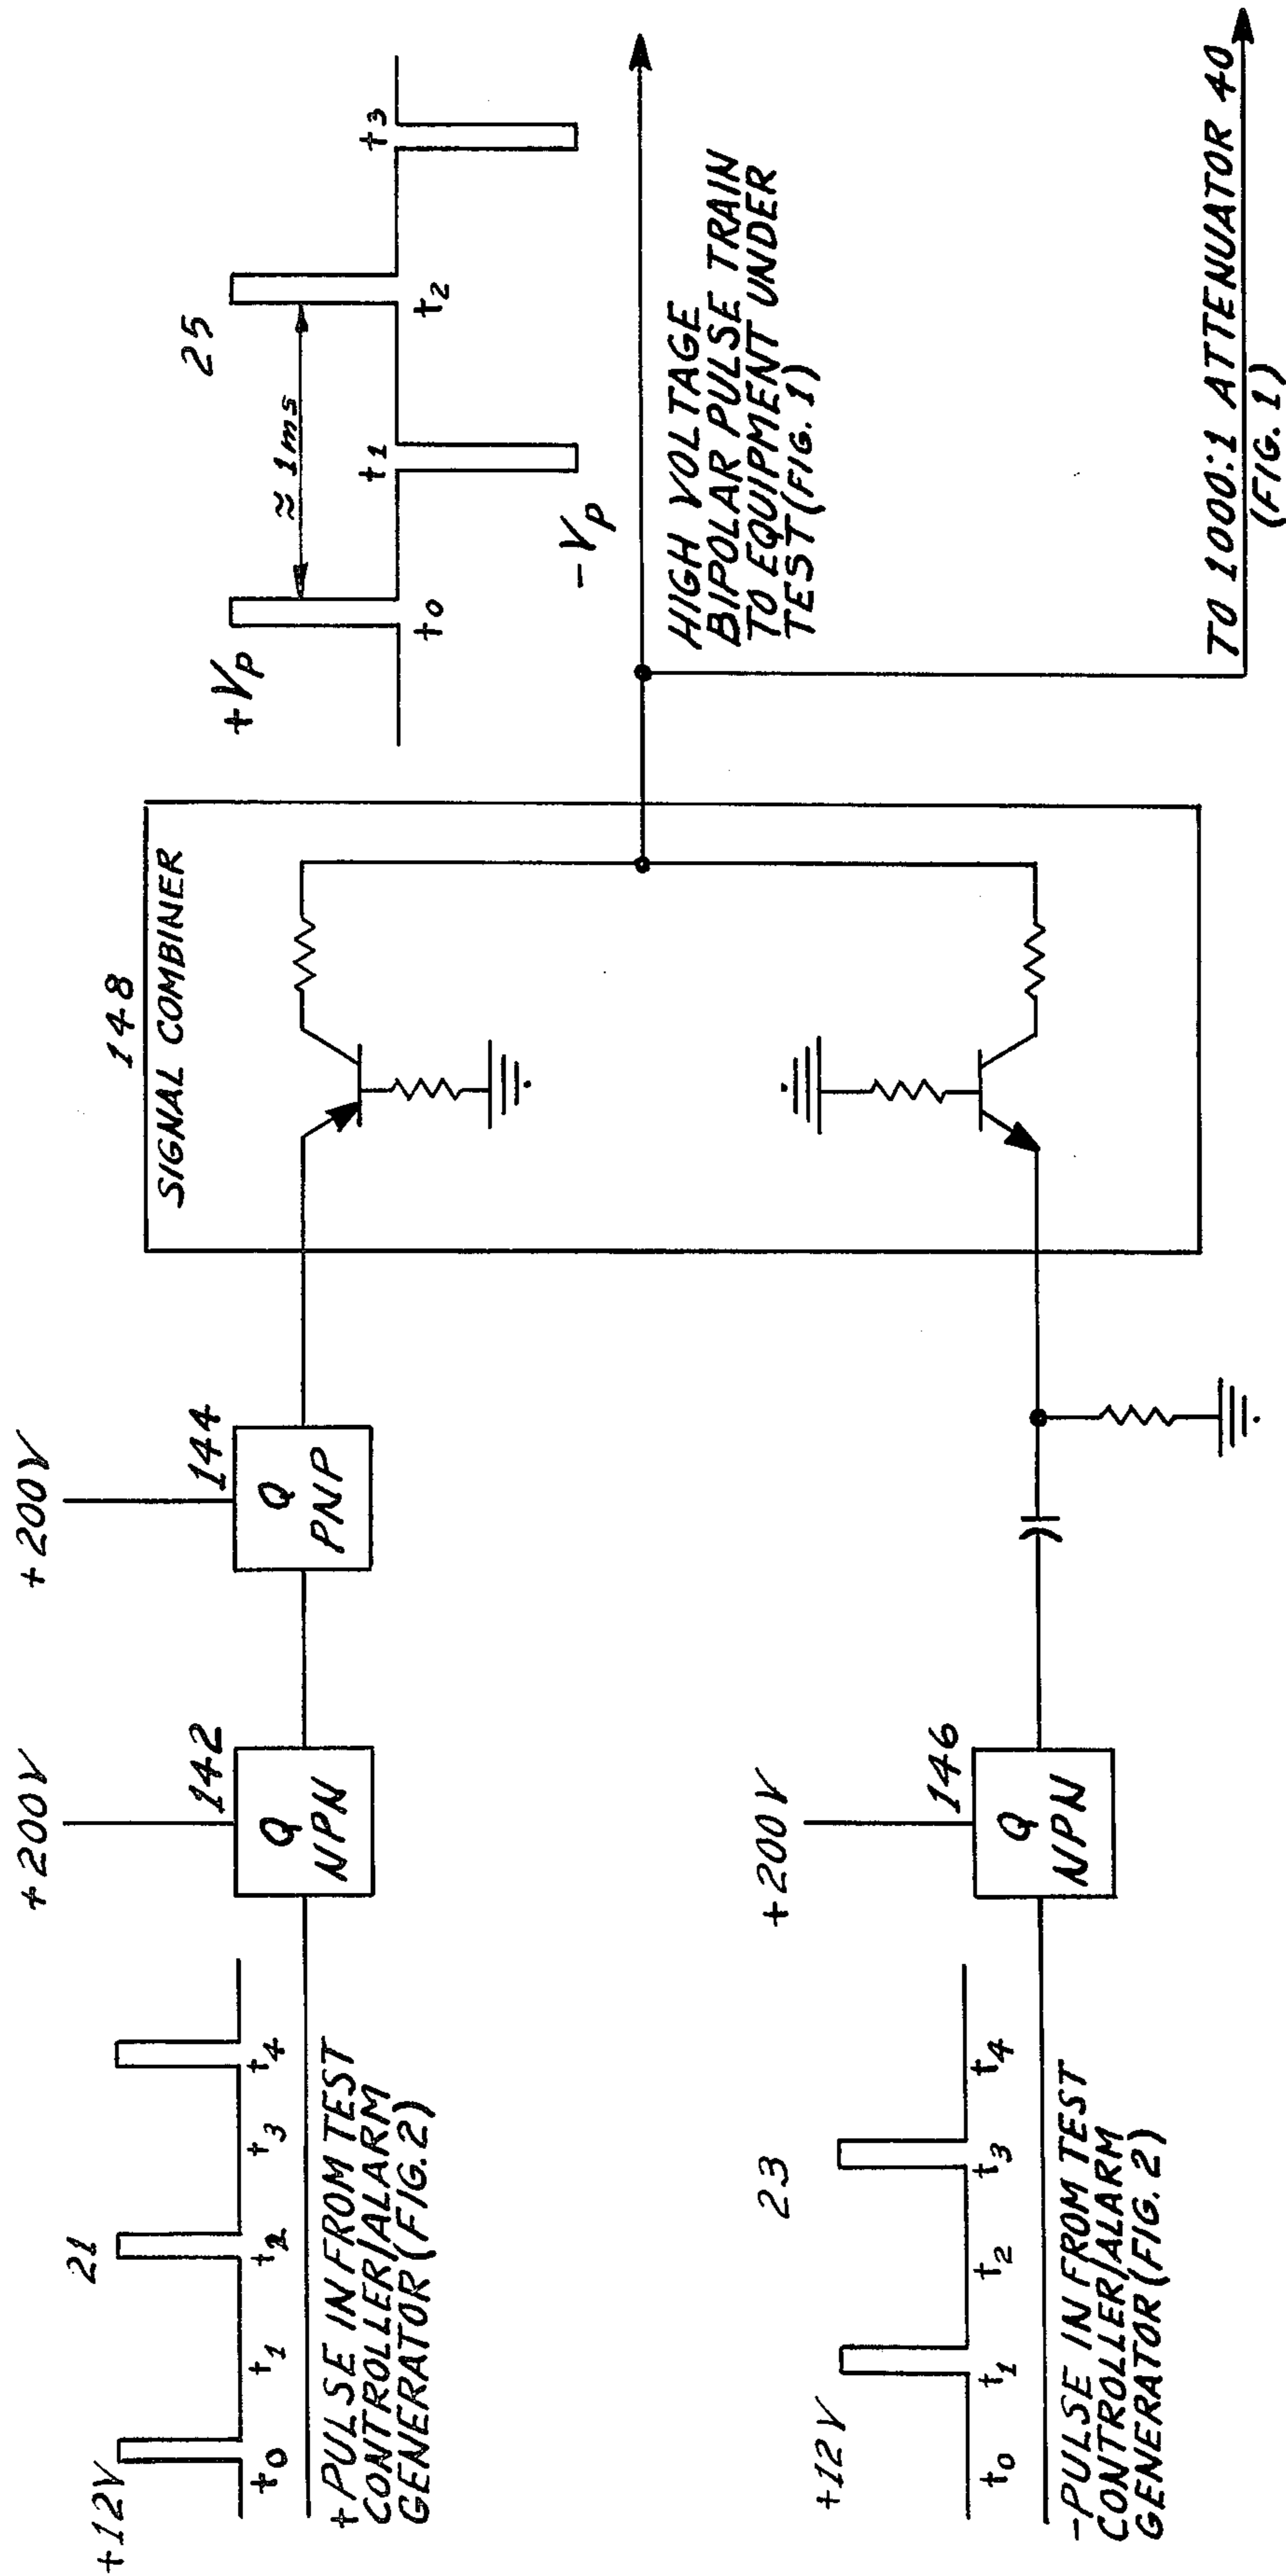 +12V
21
t0 t1 t2 t3 t4
+PULSE IN FROM TEST
CONTROLLER/ALARM
GENERATOR (FIG. 2)
+200V
142
Q
NPN
+200V
144
Q
PNP
148
SIGNAL COMBINER
+Vp
25
≈ 1ms
t0 t1 t2 t3
-Vp
HIGH VOLTAGE
BIPOLAR PULSE TRAIN
TO EQUIPMENT UNDER
TEST (FIG. 1)
+12V
23
t0 t1 t2 t3 t4
-PULSE IN FROM TEST
CONTROLLER/ALARM
GENERATOR (FIG. 2)
+200V
146
Q
NPN
TO 1000:1 ATTENUATOR 40
(FIG. 1)